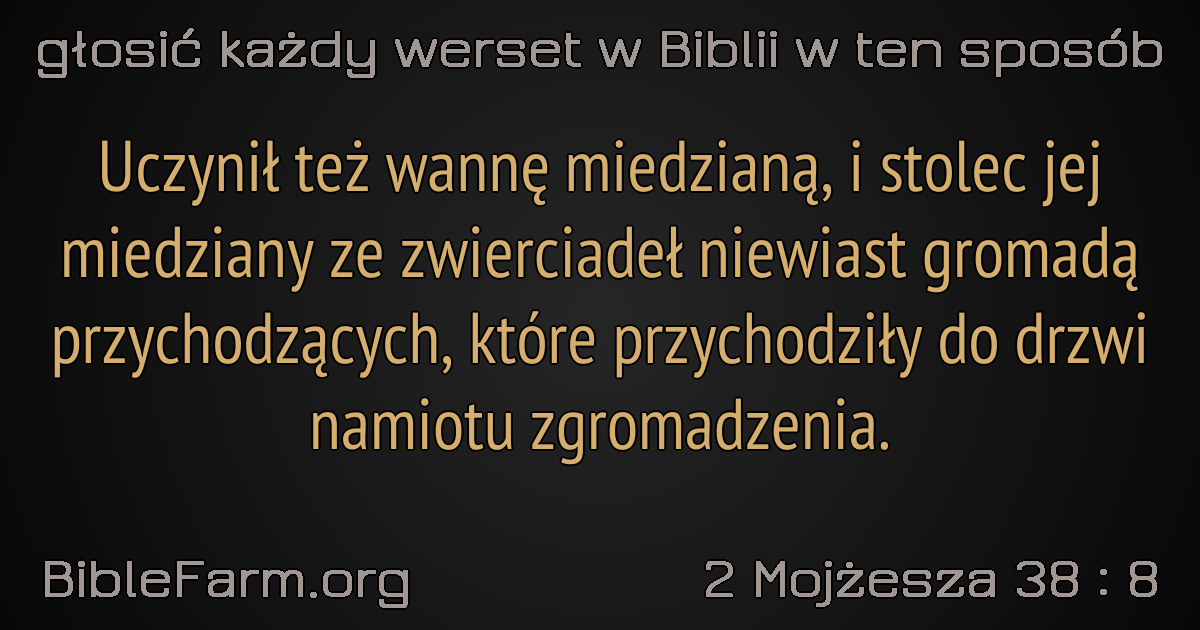 głosić każdy werset w Biblii w ten sposób
Uczynił też wannę miedzianą, i stolec jej
miedziany ze zwierciadeł niewiast gromadą
przychodzących, które przychodziły do drzwi
namiotu zgromadzenia.
BibleFarm.org
2 Mojżesza 38 : 8